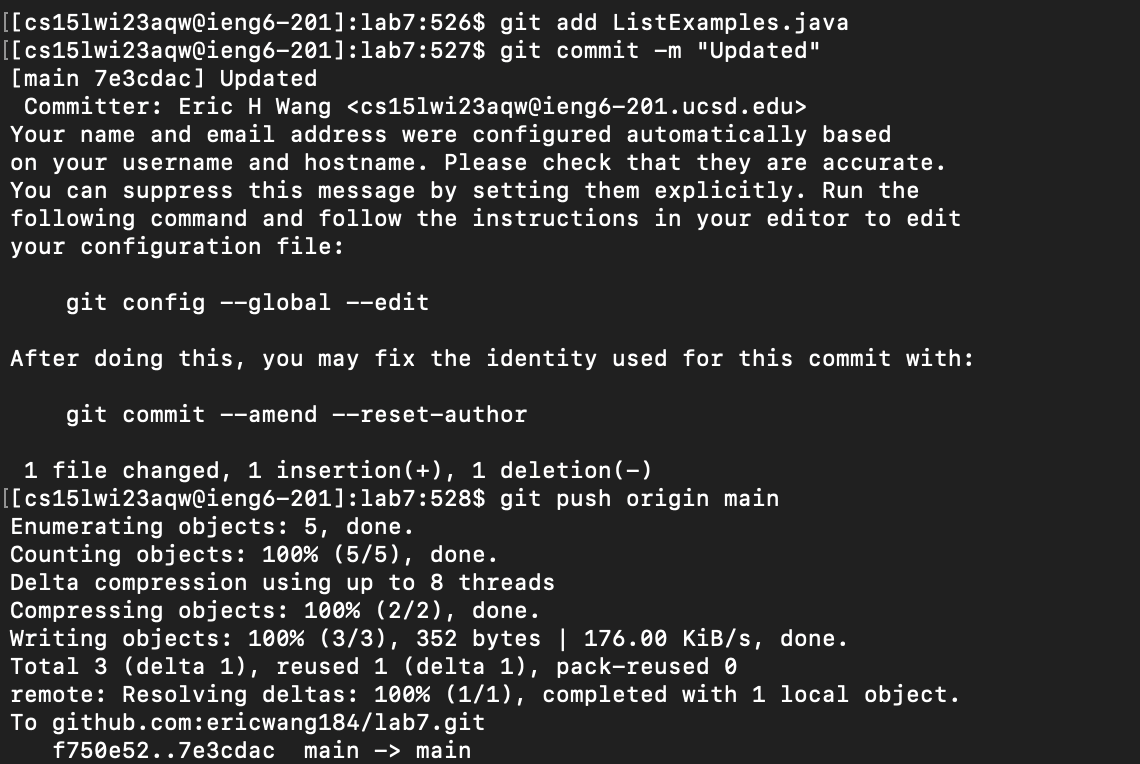 [[cs15lwi23aqw@ieng6-201]:lab7:526$ git add ListExamples.java
[[cs15lwi23aqw@ieng6-201]:lab7:527$ git commit -m "Updated"
[main 7e3cdac] Updated
 Committer: Eric H Wang <cs15lwi23aqw@ieng6-201.ucsd.edu>
Your name and email address were configured automatically based
on your username and hostname. Please check that they are accurate.
You can suppress this message by setting them explicitly. Run the
following command and follow the instructions in your editor to edit
your configuration file:

    git config --global --edit

After doing this, you may fix the identity used for this commit with:

    git commit --amend --reset-author

 1 file changed, 1 insertion(+), 1 deletion(-)
[[cs15lwi23aqw@ieng6-201]:lab7:528$ git push origin main
Enumerating objects: 5, done.
Counting objects: 100% (5/5), done.
Delta compression using up to 8 threads
Compressing objects: 100% (2/2), done.
Writing objects: 100% (3/3), 352 bytes | 176.00 KiB/s, done.
Total 3 (delta 1), reused 1 (delta 1), pack-reused 0
remote: Resolving deltas: 100% (1/1), completed with 1 local object.
To github.com:ericwang184/lab7.git
   f750e52..7e3cdac  main -> main